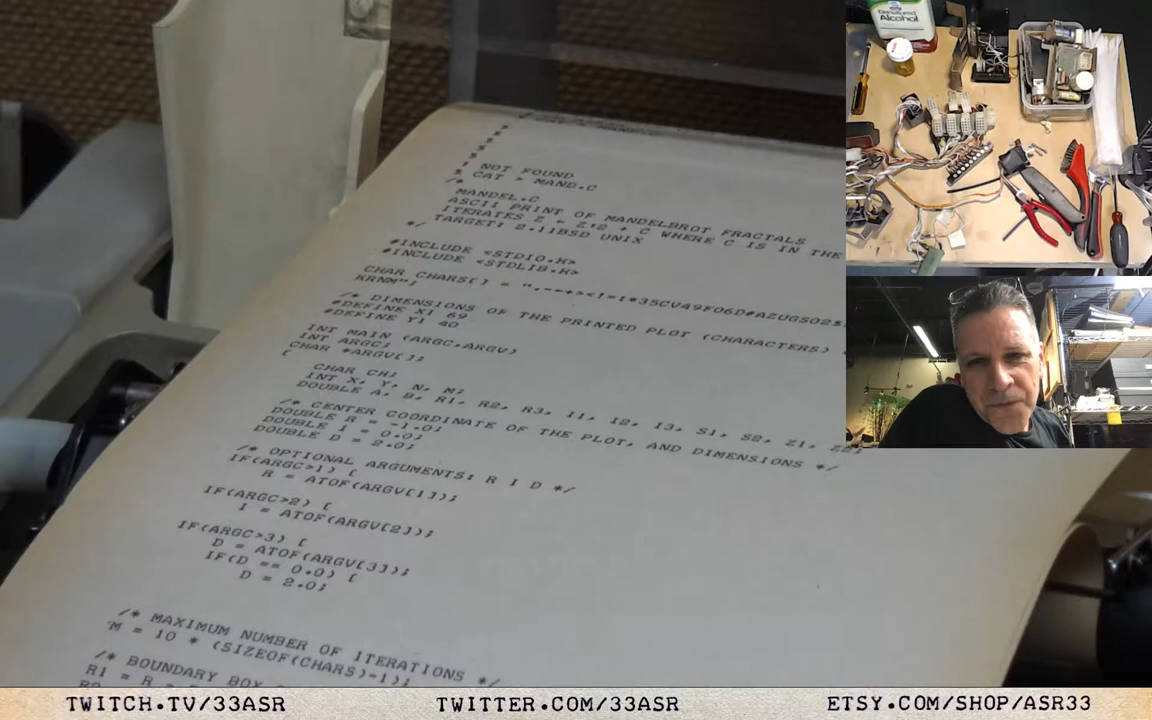 NOT FOUND
$ CAT > MAND.C
/*
MANDEL.C
ASCII PRINT OF MANDELBROT FRACTALS
ITERATES Z = Z↑2 + C WHERE C IS IN THE
TARGET: 2.11BSD UNIX
*/
#INCLUDE <STDIO.H>
#INCLUDE <STDLIB.H>
CHAR CHARS[] =
KRNM";
/* DIMENSIONS OF THE PRINTED PLOT (CHARACTERS)
#DEFINE X1 69
#DEFINE Y1 40
INT MAIN (ARGC,ARGV)
INT ARGC;
CHAR *ARGV[];
{
CHAR CH;
INT X, Y, N, M;
DOUBLE A, B, R1, R2, R3, I1, I2, I3, S1, S2, Z1,
/* CENTER COORDINATE OF THE PLOT, AND DIMENSIONS */
DOUBLE R = -1.0;
DOUBLE I = 0.0;
DOUBLE D = 2.0;
/* OPTIONAL ARGUMENTS: R I D */
IF(ARGC>1) [
R = ATOF(ARGV[1]);
IF(ARGC>2) [
I = ATOF(ARGV[2]);
IF(ARGC>3) [
D = ATOF(ARGV[3]);
IF(D == 0.0) [
D = 2.0;
/* MAXIMUM NUMBER OF ITERATIONS */
M = 10 * (SIZEOF(CHARS)-1);
/* BOUNDARY BOX
R1 = R
Denatured
Alcohol
TWITCH.TV/33ASR
TWITTER.COM/33ASR
ETSY.COM/SHOP/ASR33